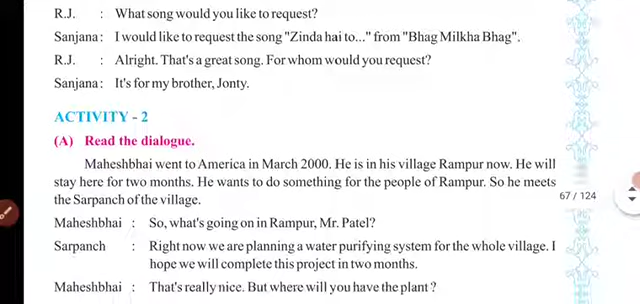 R.J. : What song would you like to request?
Sanjana : I would like to request the song "Zinda hai to..." from "Bhag Milkha Bhag".
R.J. : Alright. That's a great song. For whom would you request?
Sanjana : It's for my brother, Jonty.
ACTIVITY - 2
(A) Read the dialogue.
Maheshbhai went to America in March 2000. He is in his village Rampur now. He will
stay here for two months. He wants to do something for the people of Rampur. So he meets
the Sarpanch of the village.
67 / 124
Maheshbhai : So, what's going on in Rampur, Mr. Patel?
Sarpanch : Right now we are planning a water purifying system for the whole village. I
hope we will complete this project in two months.
Maheshbhai : That's really nice. But where will you have the plant ?